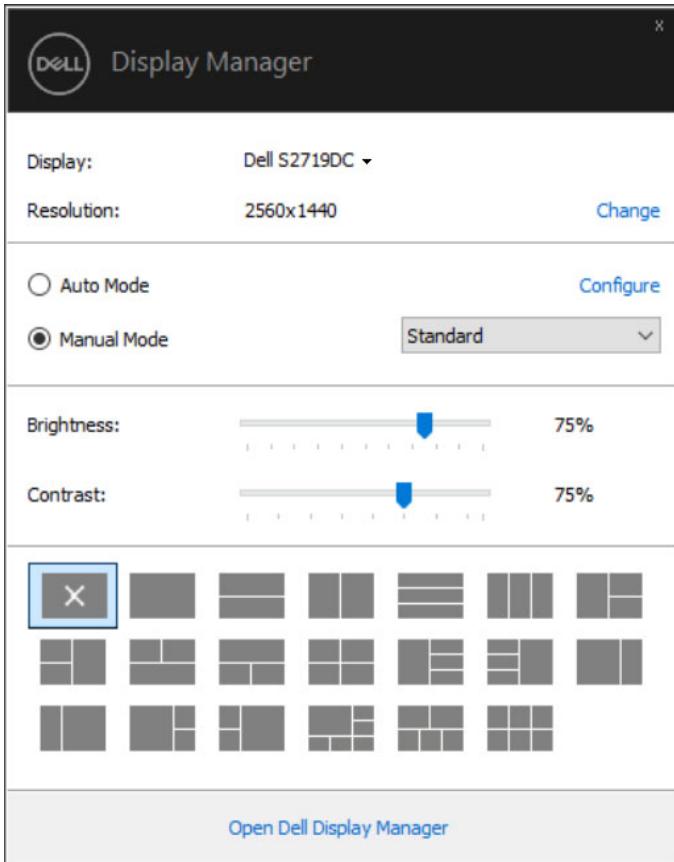 x
DELL Display Manager
Display: Dell S2719DC
Resolution: 2560x1440 Change
Auto Mode Configure
Manual Mode Standard
Brightness: 75%
Contrast: 75%
Open Dell Display Manager